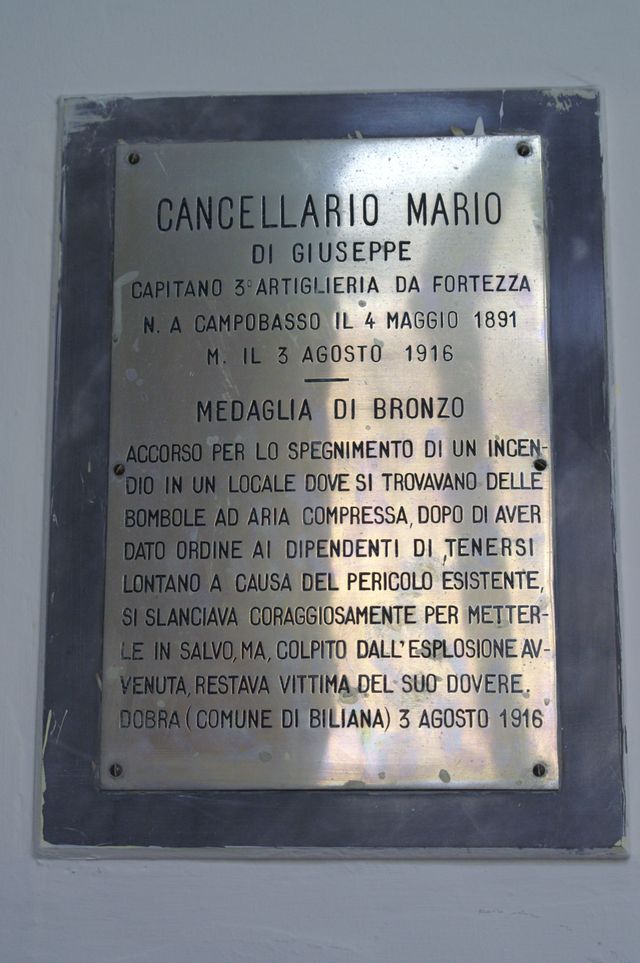 CANCELLARIO MARIO
DI GIUSEPPE
CAPITANO 3° ARTIGLIERIA DA FORTEZZA
N. A CAMPOBASSO IL 4 MAGGIO 1891
M. IL 3 AGOSTO 1916
MEDAGLIA DI BRONZO
ACCORSO PER LO SPEGNIMENTO DI UN INCEN-
DIO IN UN LOCALE DOVE SI TROVAVANO DELLE
BOMBOLE AD ARIA COMPRESSA, DOPO DI AVER
DATO ORDINE AI DIPENDENTI DI TENERSI
LONTANO A CAUSA DEL PERICOLO ESISTENTE,
SI SLANCIAVA CORAGGIOSAMENTE PER METTER-
LE IN SALVO, MA, COLPITO DALL'ESPLOSIONE AV-
VENUTA, RESTAVA VITTIMA DEL SUO DOVERE.
DOBRA (COMUNE DI BILIANA) 3 AGOSTO 1916